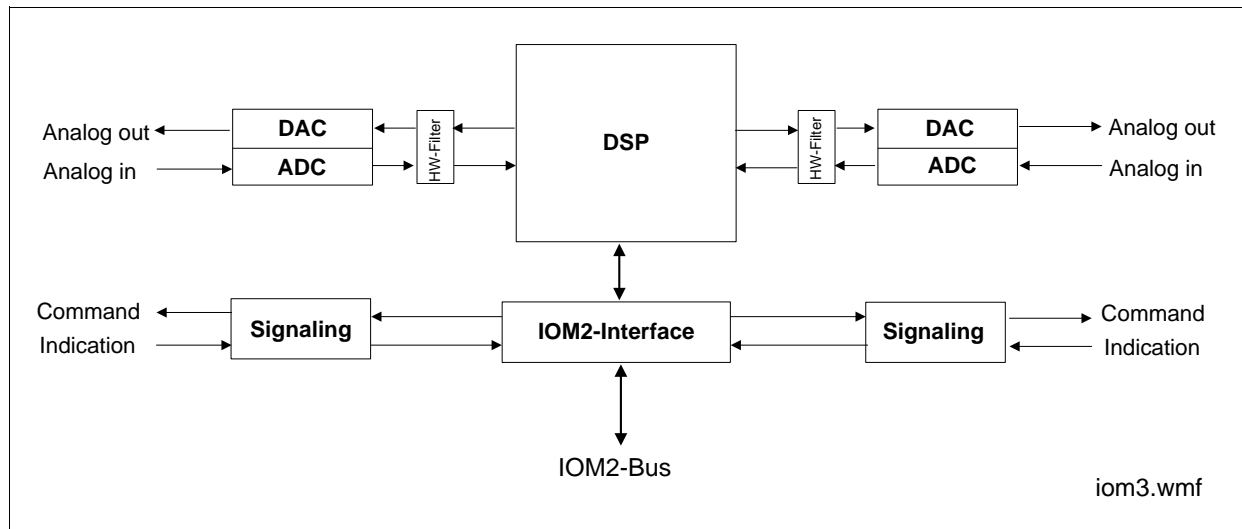 DSP
Analog out
DAC
HW-Filter
HW-Filter
DAC
Analog out
Analog in
ADC
ADC
Analog in
Command
Signaling
IOM2-Interface
Signaling
Command
Indication
Indication
IOM2-Bus
iom3.wmf